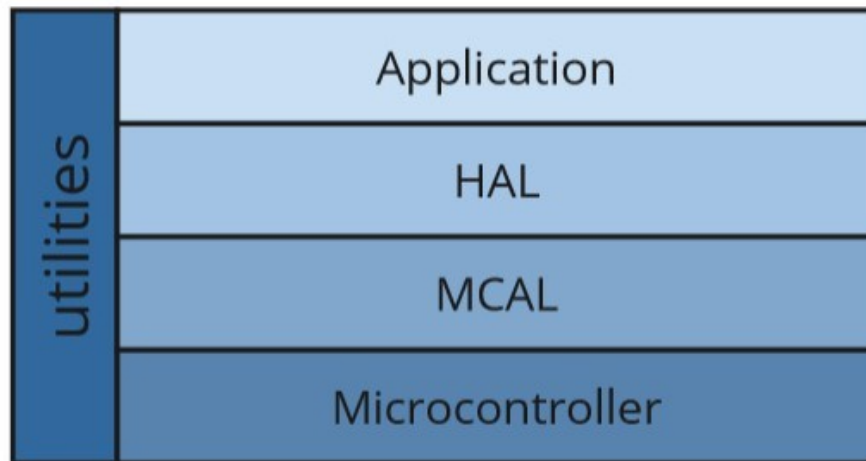 utilities
Application
HAL
MCAL
Microcontroller